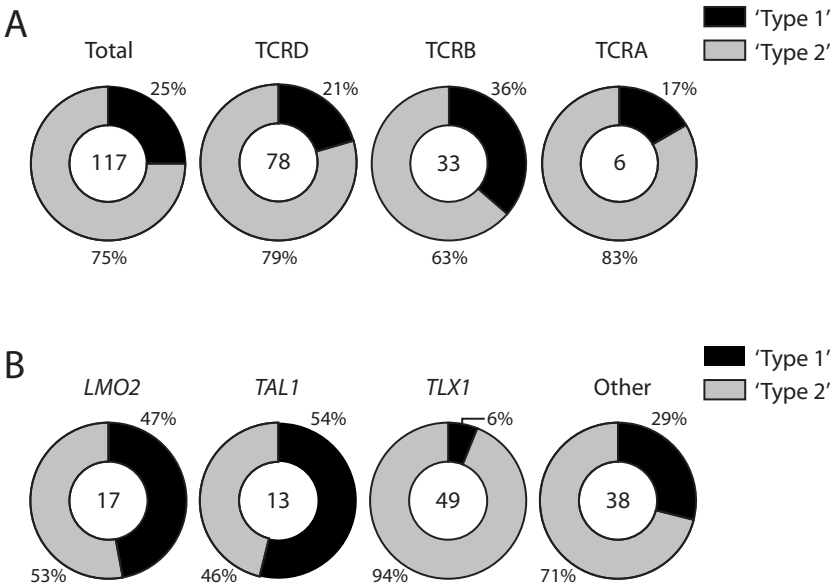 A
'Type 1'
'Type 2'
Total TCRD TCRB TCRA
25% 21% 36% 17%
117 78 33 6
75% 79% 63% 83%
B
'Type 1'
'Type 2'
LMO2 TAL1 TLX1 Other
47% 54% 6% 29%
17 13 49 38
53% 46% 94% 71%